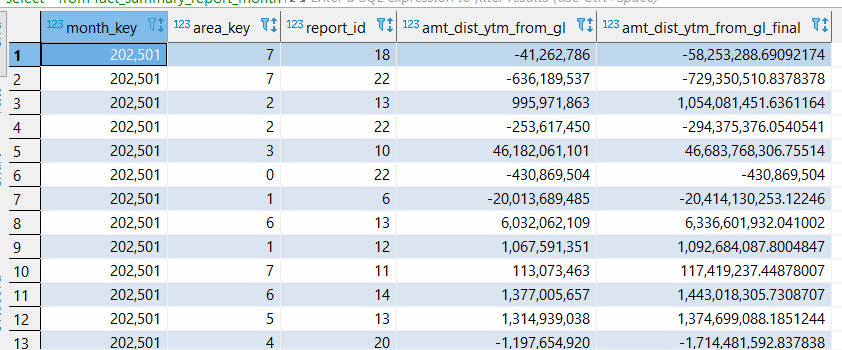 select * from fact_summary_report_month
Enter a SQL expression to filter results (use Ctrl+Space)
123 month_key 123 area_key 123 report_id 123 amt_dist_ytm_from_gl 123 amt_dist_ytm_from_gl_final
1 202,501 7 18 -41,262,786 -58,253,288.69092174
2 202,501 7 22 -636,189,537 -729,350,510.8378378
3 202,501 2 13 995,971,863 1,054,081,451.6361164
4 202,501 2 22 -253,617,450 -294,375,376.0540541
5 202,501 3 10 46,182,061,101 46,683,768,306.75514
6 202,501 0 22 -430,869,504 -430,869,504
7 202,501 1 6 -20,013,689,485 -20,414,130,253.12246
8 202,501 6 13 6,032,062,109 6,336,601,932.041002
9 202,501 1 12 1,067,591,351 1,092,684,087.8004847
10 202,501 7 11 113,073,463 117,419,237.44878007
11 202,501 6 14 1,377,005,657 1,443,018,305.7308707
12 202,501 5 13 1,314,939,038 1,374,699,088.1851244
13 202,501 4 20 -1,197,654,920 -1,714,481,592.837838